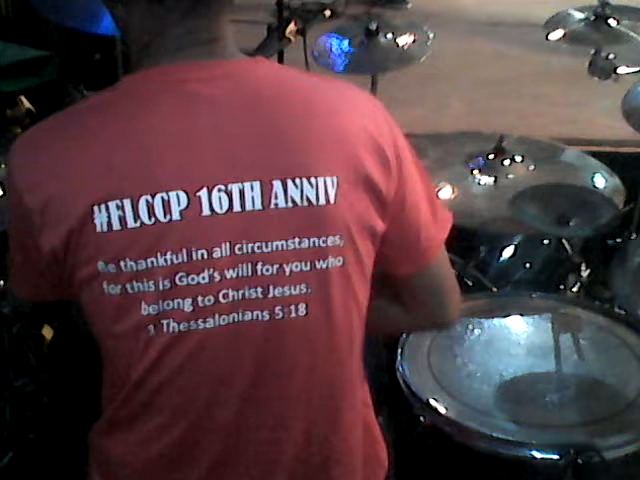 #FLCCP 16TH ANNIV
Be thankful in all circumstances,
for this is God's will for you who
belong to Christ Jesus.
1 Thessalonians 5:18